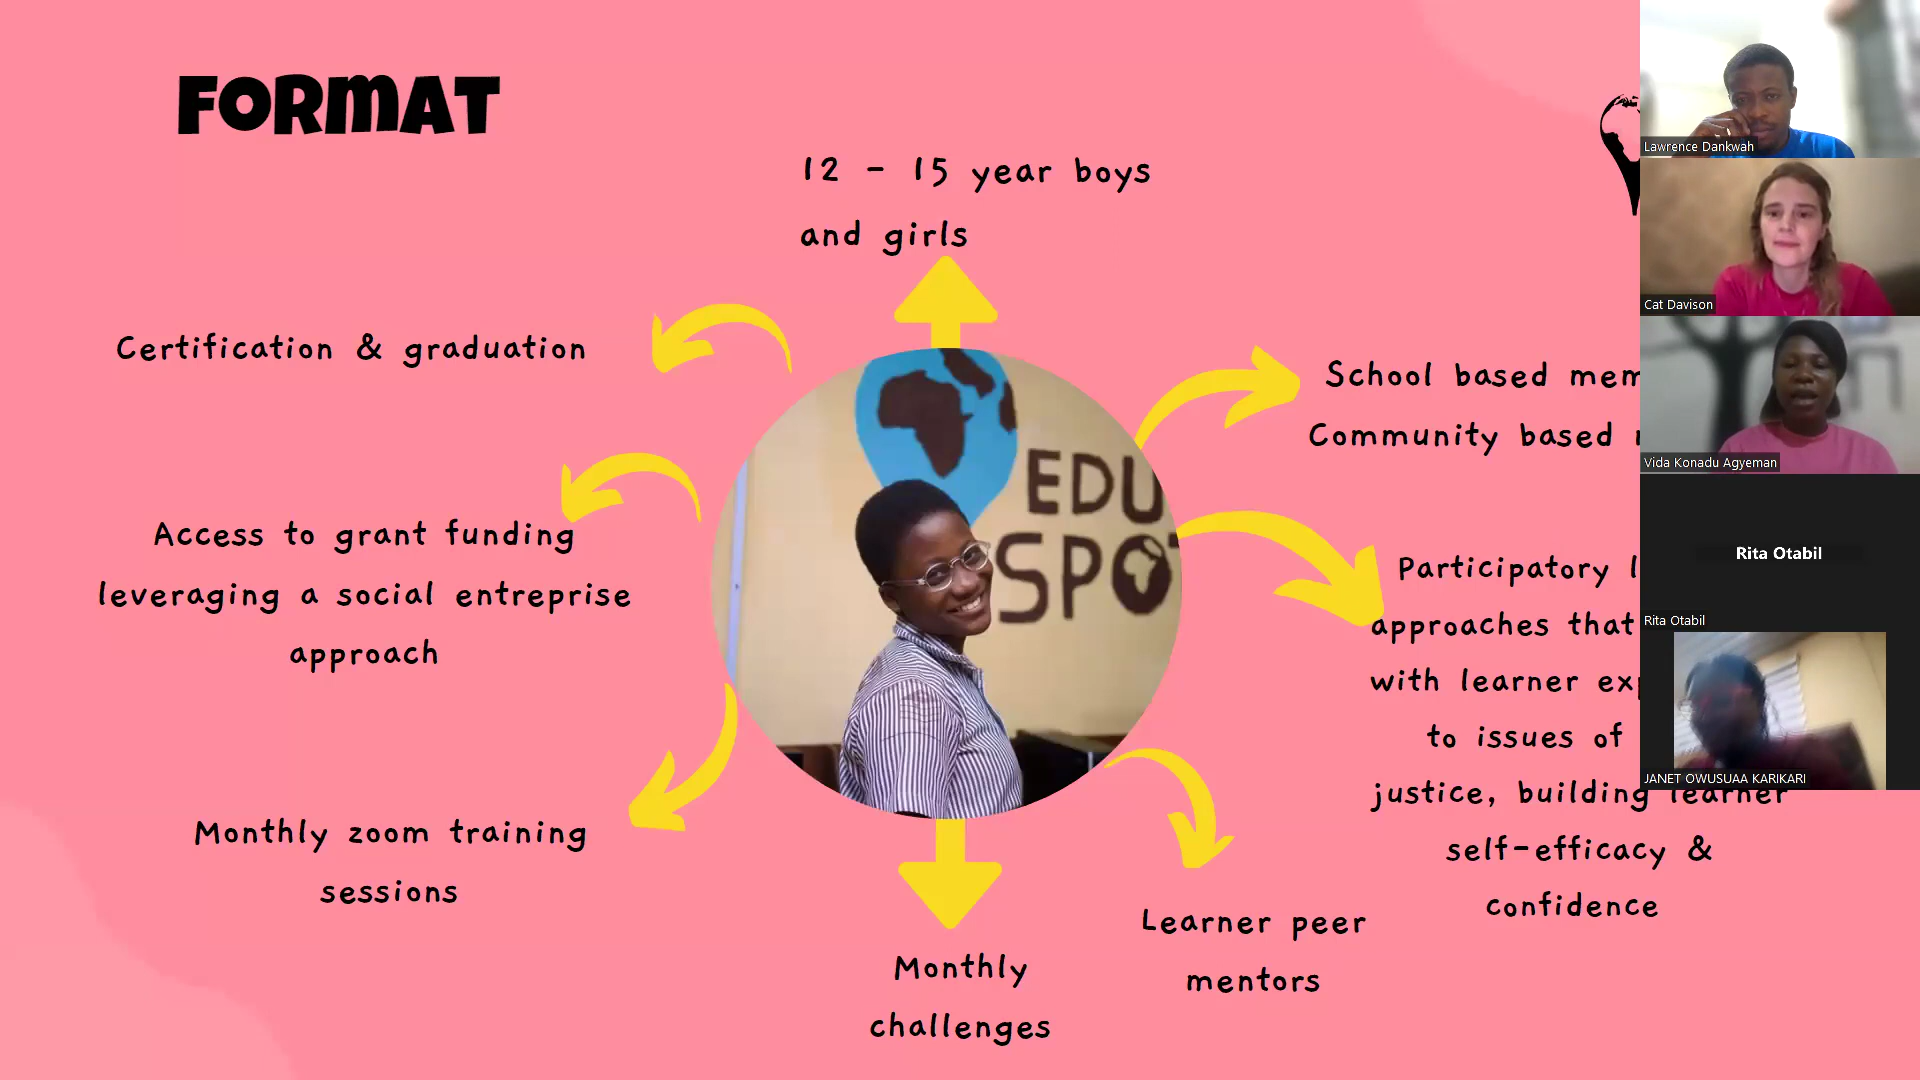 FORMAT
12 - 15 year boys
and girls
Certification & graduation
School based
Community based
Access to grant funding
leveraging a social entreprise
approach
Participatory
approaches that
with learner
to issues of
justice, building learner
self-efficacy &
confidence
Monthly zoom training
sessions
Learner peer
mentors
Monthly
challenges
EDU
SPOT
Lawrence Dankwah
Cat Davison
Vida Konadu Agyeman
Rita Otabil
Rita Otabil
JANET OWUSUAA KARIKARI